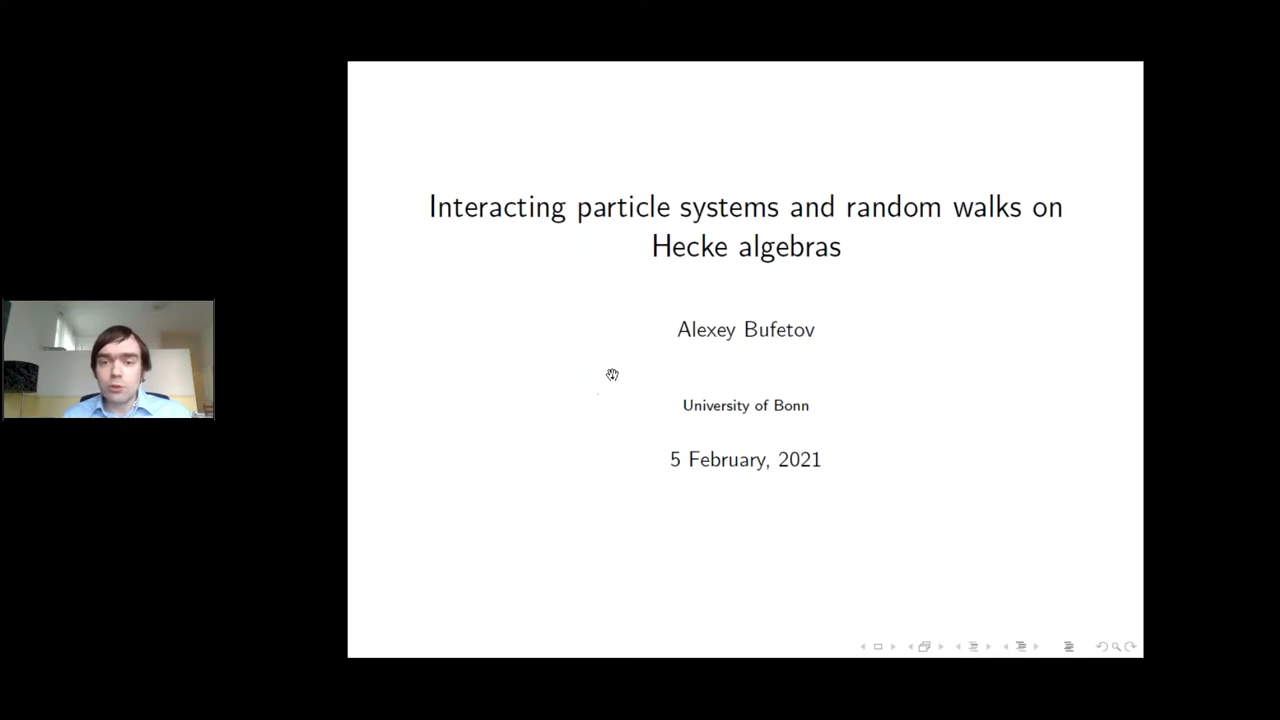 Interacting particle systems and random walks on
Hecke algebras
Alexey Bufetov
University of Bonn
5 February, 2021